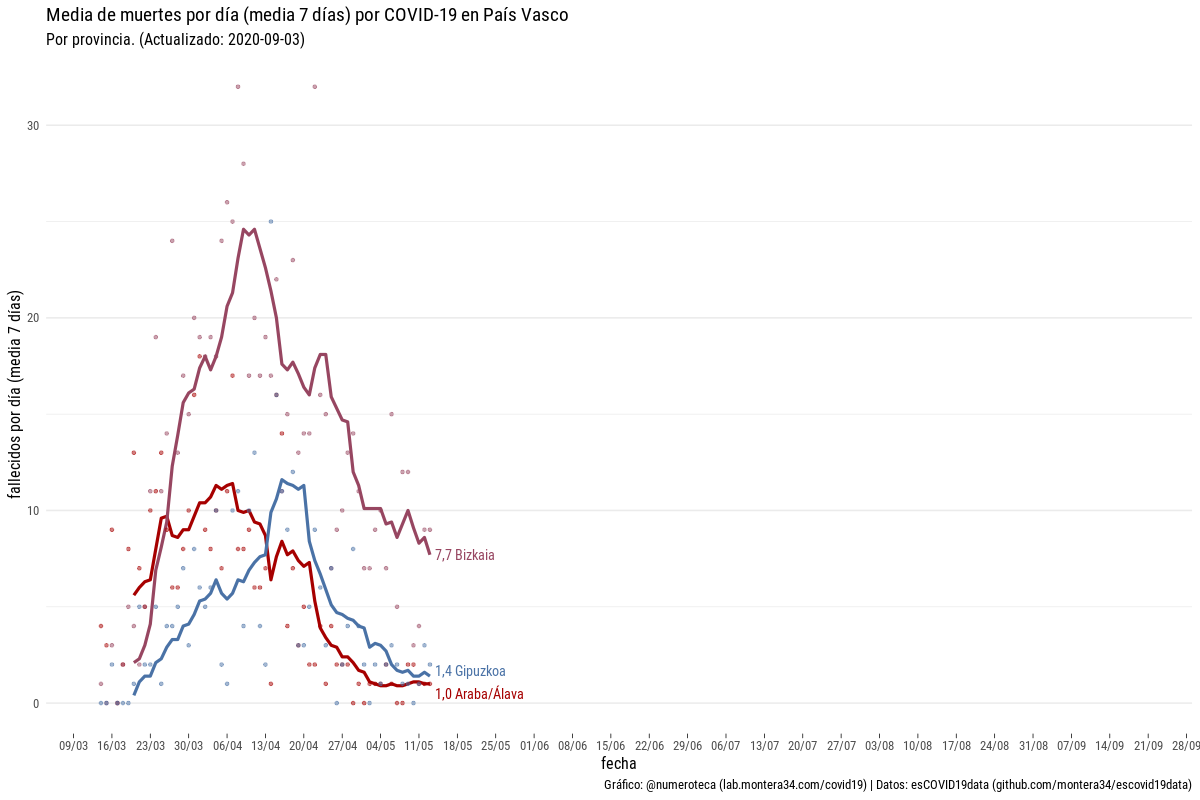 Media de muertes por día (media 7 días) por COVID-19 en País Vasco
Por provincia. (Actualizado: 2020-09-03)
fallecidos por día (media 7 días)
30
20
10
0
7,7 Bizkaia
1,4 Gipuzkoa
1,0 Araba/Álava
09/03 16/03 23/03 30/03 06/04 13/04 20/04 27/04 04/05 11/05 18/05 25/05 01/06 08/06 15/06 22/06 29/06 06/07 13/07 20/07 27/07 03/08 10/08 17/08 24/08 31/08 07/09 14/09 21/09 28/09
fecha
Gráfico: @numeroteca (lab.montera34.com/covid19) | Datos: esCOVID19data (github.com/montera34/escovid19data)